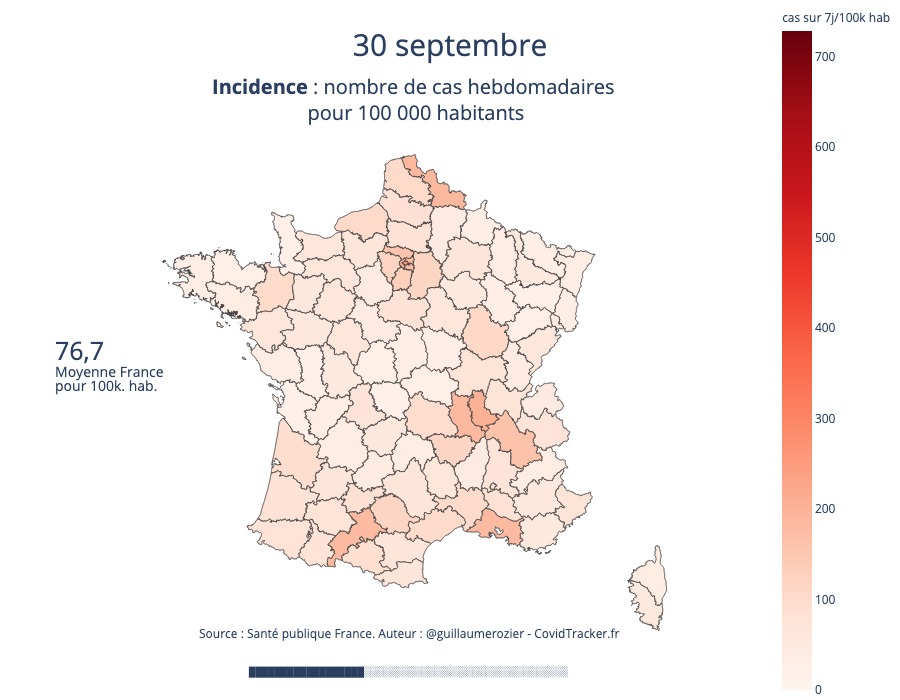 cas sur 7j/100k hab
30 septembre
Incidence : nombre de cas hebdomadaires
pour 100 000 habitants
700
600
500
400
300
200
100
0
76,7
Moyenne France
pour 100k. hab.
Source : Santé publique France. Auteur : @guillaumerozier - CovidTracker.fr